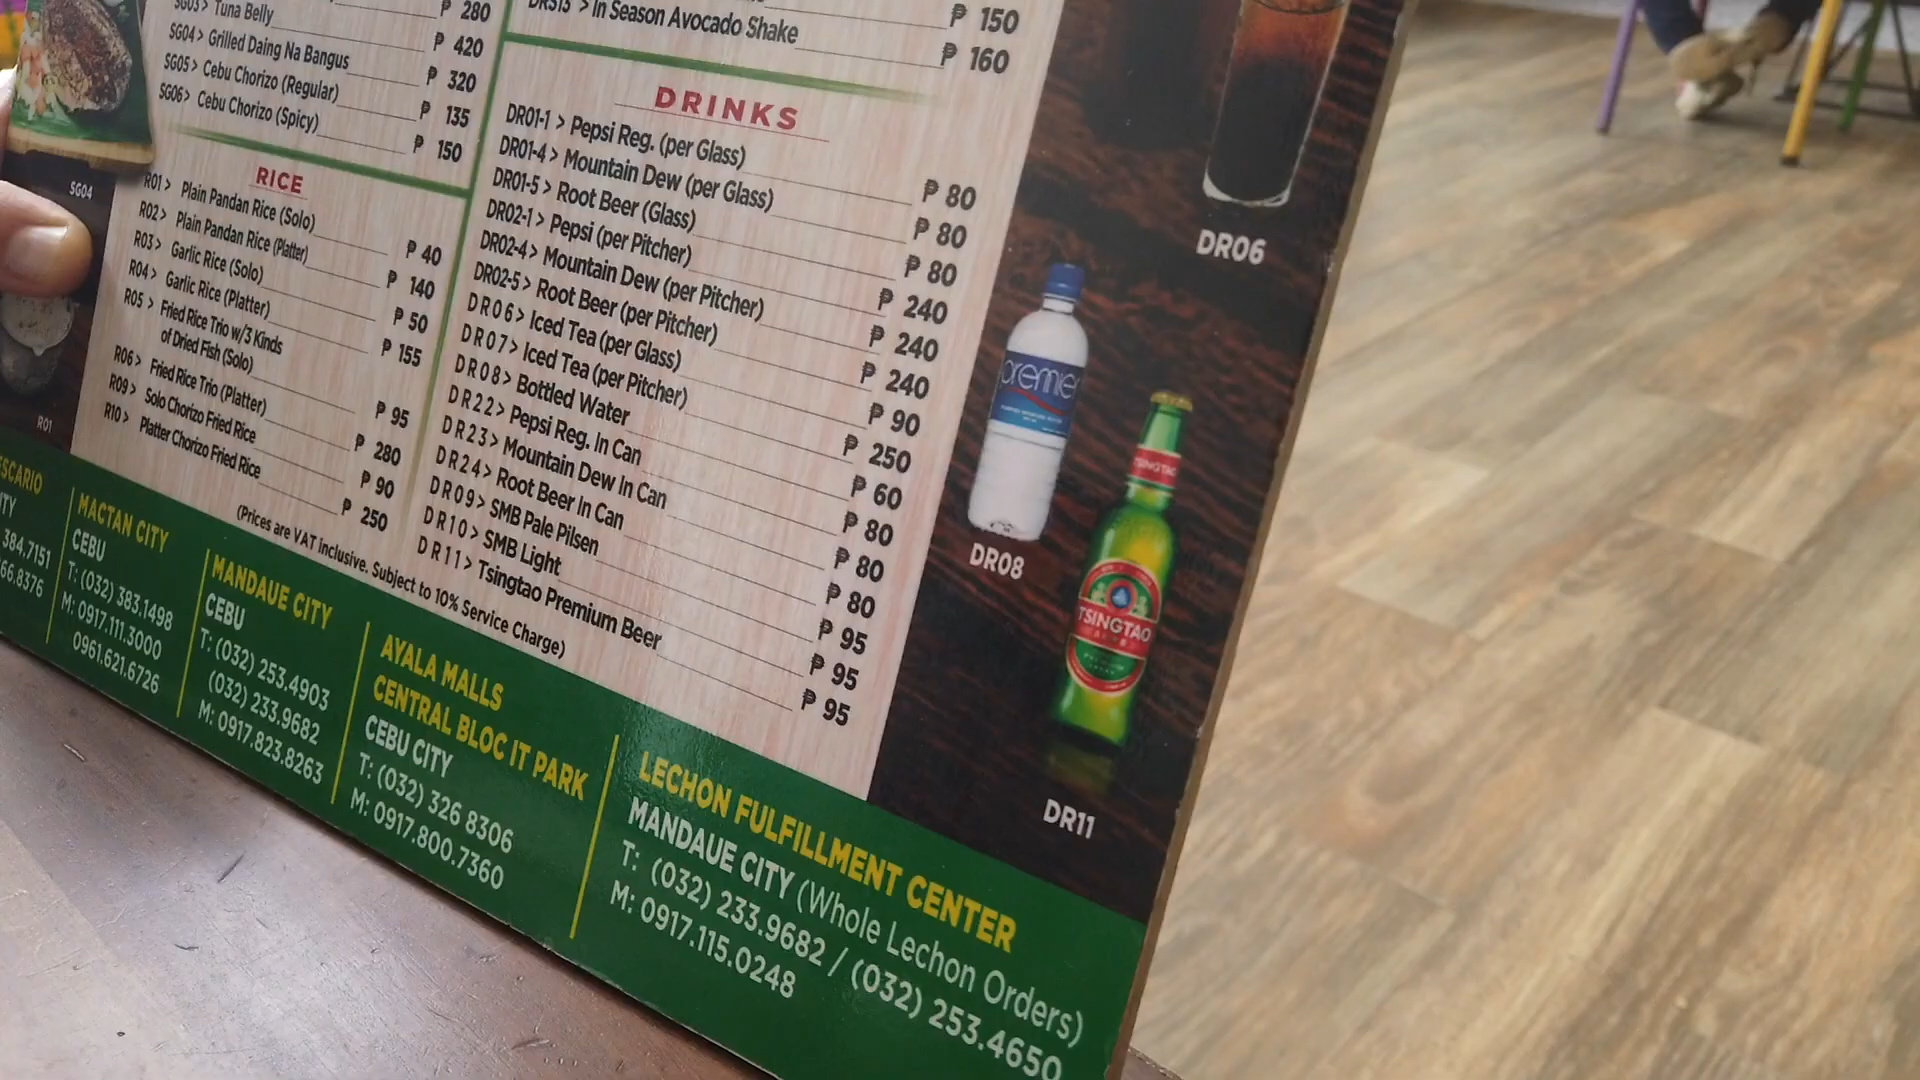 SG03> Tuna Belly ₱ 280
SG04> Grilled Daing Na Bangus ₱ 420
SG05> Cebu Chorizo (Regular) ₱ 320
SG06> Cebu Chorizo (Spicy) ₱ 135
₱ 150
SG04
RICE
R01> Plain Pandan Rice (Solo) ₱ 40
R02> Plain Pandan Rice (Platter) ₱ 140
R03> Garlic Rice (Solo) ₱ 50
R04> Garlic Rice (Platter) ₱ 155
R05> Fried Rice Trio w/3 Kinds
of Dried Fish (Solo) ₱ 95
R06> Fried Rice Trio (Platter) ₱ 280
R09> Solo Chorizo Fried Rice ₱ 90
R10> Platter Chorizo Fried Rice ₱ 250
R01
₱ 150
DRS13 >In Season Avocado Shake ₱ 160
DRINKS
DR01-1 > Pepsi Reg. (per Glass) ₱ 80
DR01-4 > Mountain Dew (per Glass) ₱ 80
DR01-5 > Root Beer (Glass) ₱ 80
DR02-1 > Pepsi (per Pitcher) ₱ 240
DR02-4 > Mountain Dew (per Pitcher) ₱ 240
DR02-5 > Root Beer (per Pitcher) ₱ 240
DR06> Iced Tea (per Glass) ₱ 90
DR07> Iced Tea (per Pitcher) ₱ 250
DR08> Bottled Water ₱ 60
DR22> Pepsi Reg. In Can ₱ 80
DR23> Mountain Dew In Can ₱ 80
DR24> Root Beer In Can ₱ 80
DR09> SMB Pale Pilsen ₱ 95
DR10> SMB Light ₱ 95
DR11> Tsingtao Premium Beer ₱ 95
(Prices are VAT inclusive. Subject to 10% Service Charge)
DR06
premie
DR08
TSINGTAO
TSINGTAO
DR11
ESCARIO
ITY
384.7151
66.8376
MACTAN CITY
CEBU
T: (032) 383.1498
M: 0917.111.3000
0961.621.6726
MANDAUE CITY
CEBU
T: (032) 253.4903
(032) 233.9682
M: 0917.823.8263
AYALA MALLS
CENTRAL BLOC IT PARK
CEBU CITY
T: (032) 326 8306
M: 0917.800.7360
LECHON FULFILLMENT CENTER
MANDAUE CITY (Whole Lechon Orders)
T: (032) 233.9682 / (032) 253.4650
M: 0917.115.0248